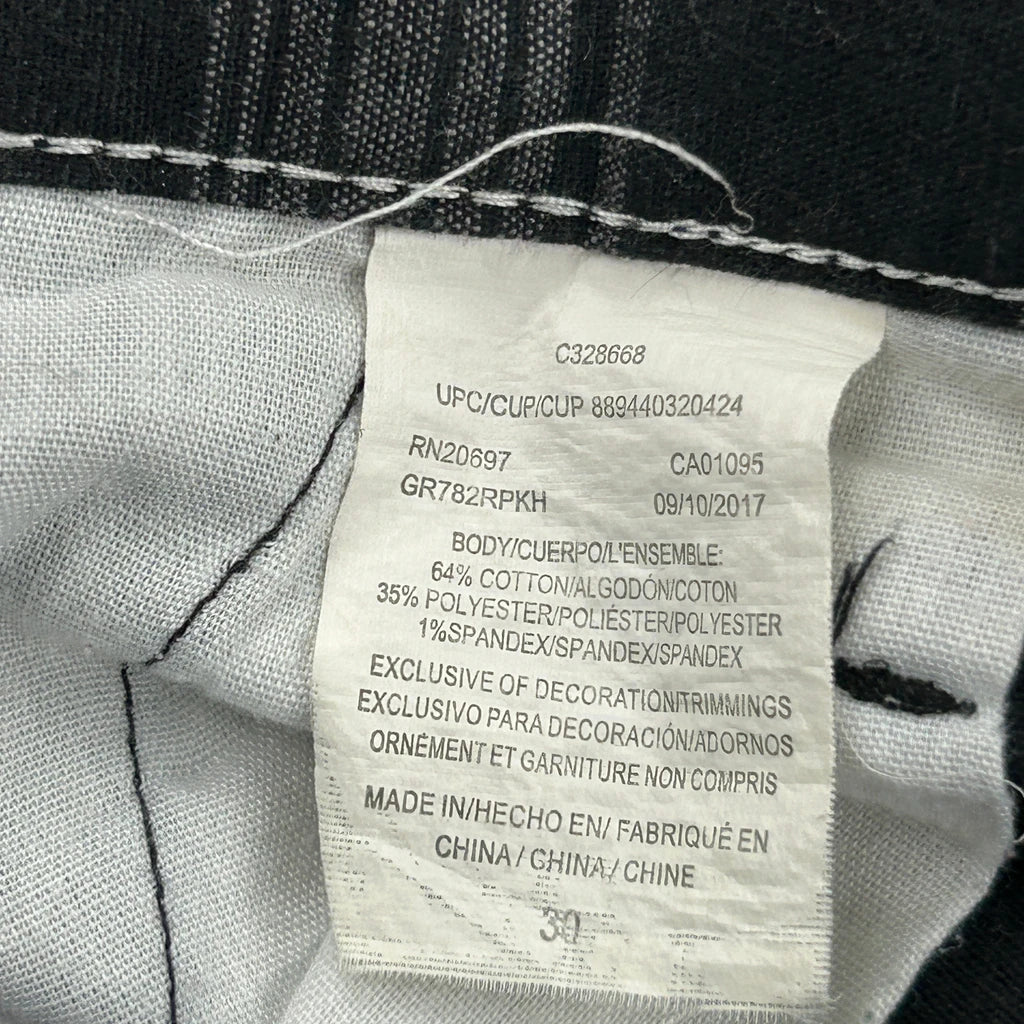 C328668
UPC/CUP/CUP 889440320424
RN20697 CA01095
GR782RPKH 09/10/2017
BODY/CUERPO/L'ENSEMBLE:
64% COTTON/ALGODÓN/COTON
35% POLYESTER/POLIÉSTER/POLYESTER
1%SPANDEX/SPANDEX/SPANDEX
EXCLUSIVE OF DECORATION/TRIMMINGS
EXCLUSIVO PARA DECORACIÓN/ADORNOS
ORNÉMENT ET GARNITURE NON COMPRIS
MADE IN/HECHO EN/ FABRIQUÉ EN
CHINA / CHINA / CHINE
30